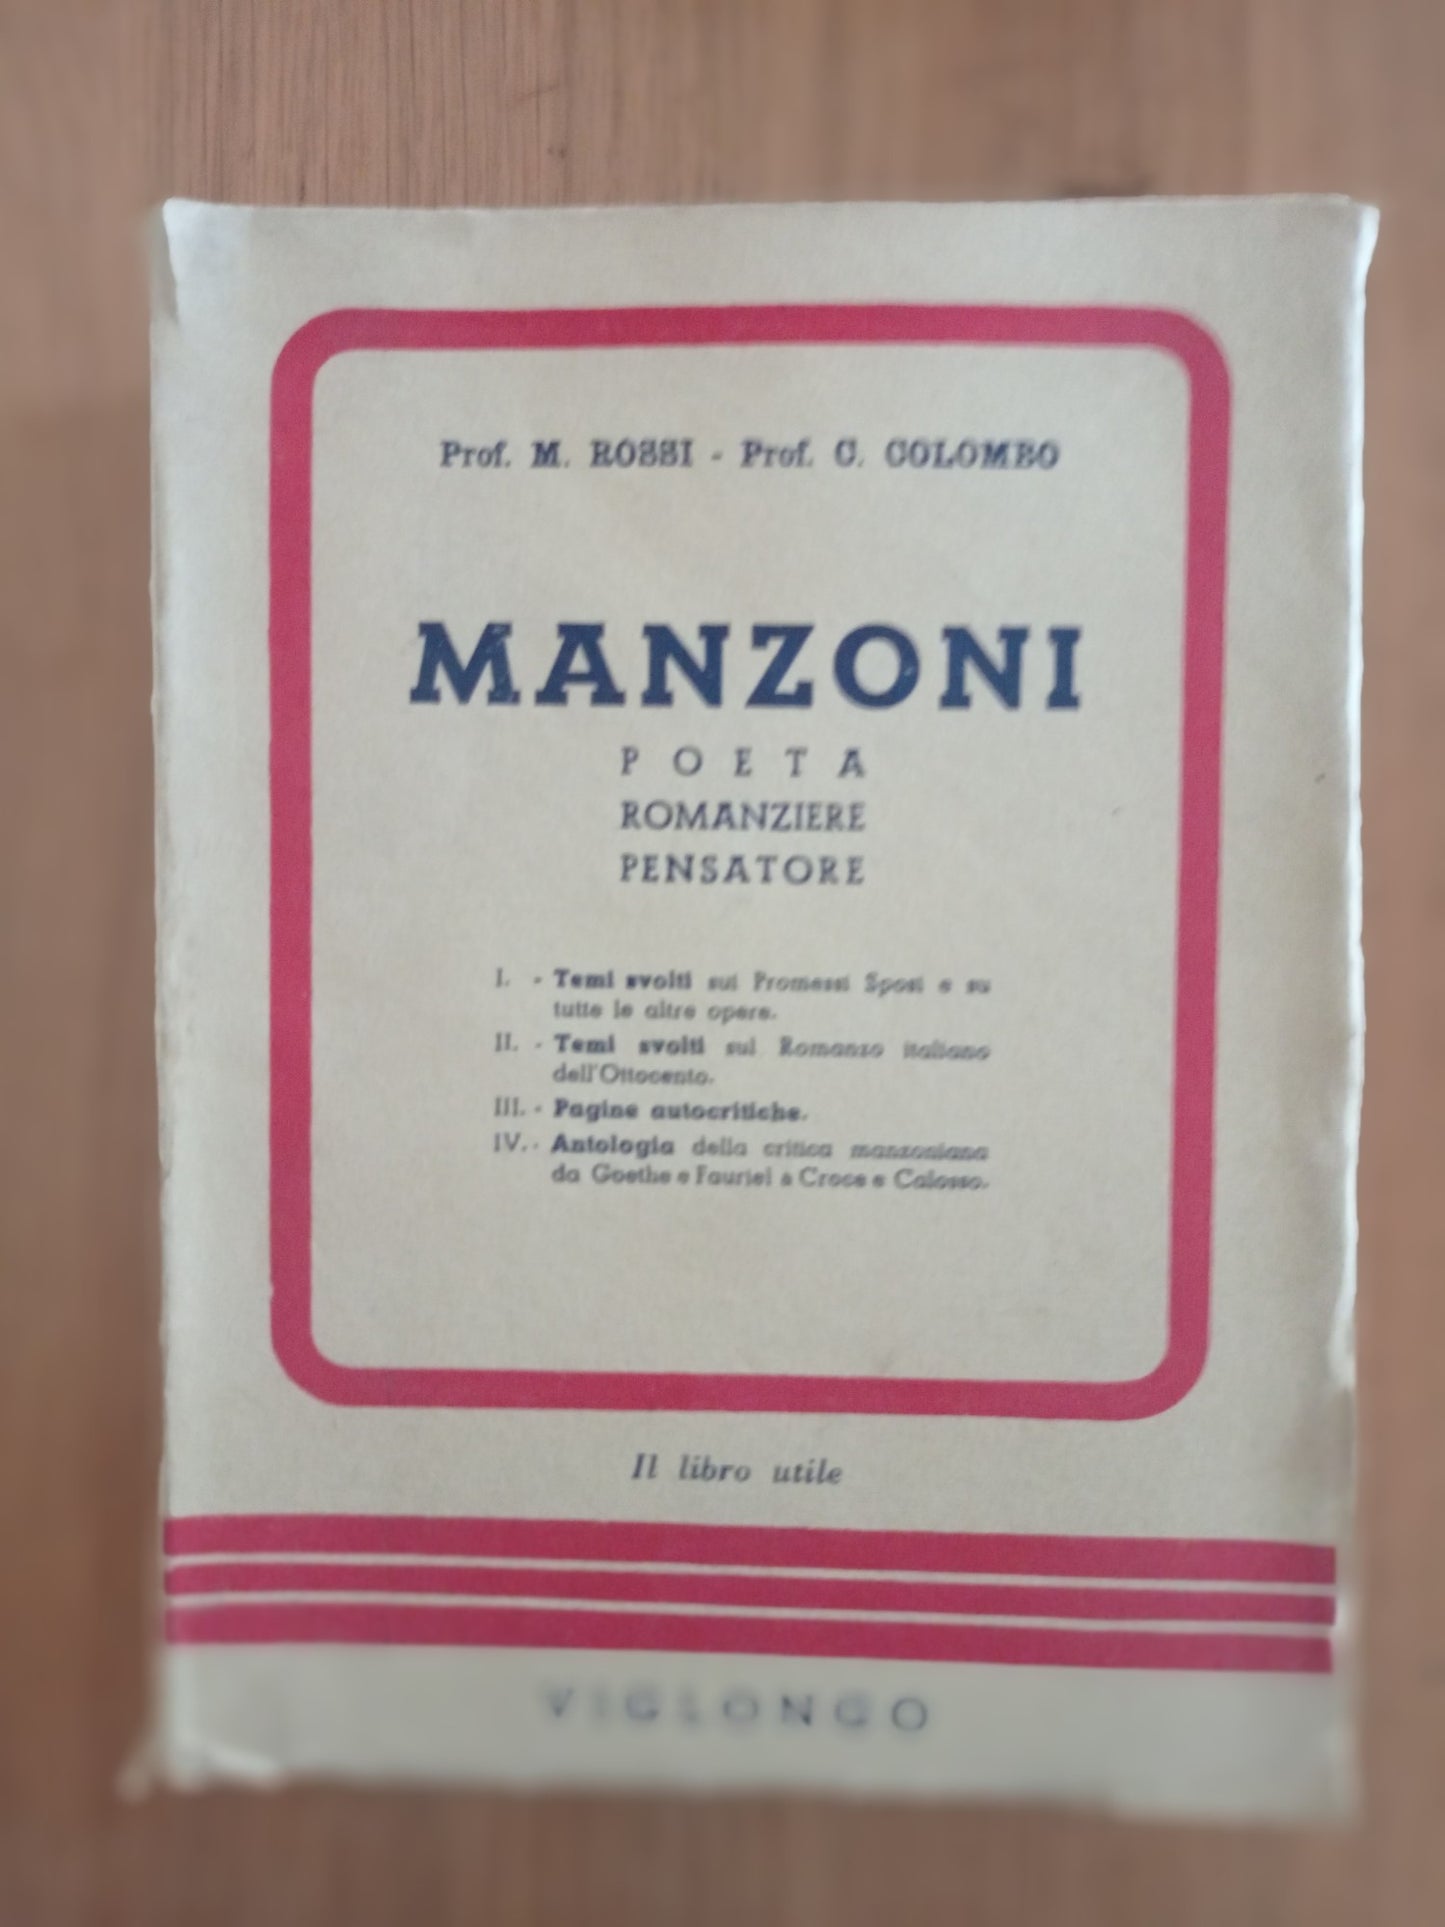 Prof. M. ROSSI - Prof. C. COLOMBO
MANZONI
POETA
ROMANZIERE
PENSATORE
I. - Temi svolti sui Promessi Sposi e su
tutte le altre opere.
II. - Temi svolti sul Romanzo italiano
dell'Ottocento.
III. - Pagine autocritiche.
IV. - Antologia della critica manzoniana
da Goethe e Fauriel a Croce e Calosso.
Il libro utile
VIGLONGO